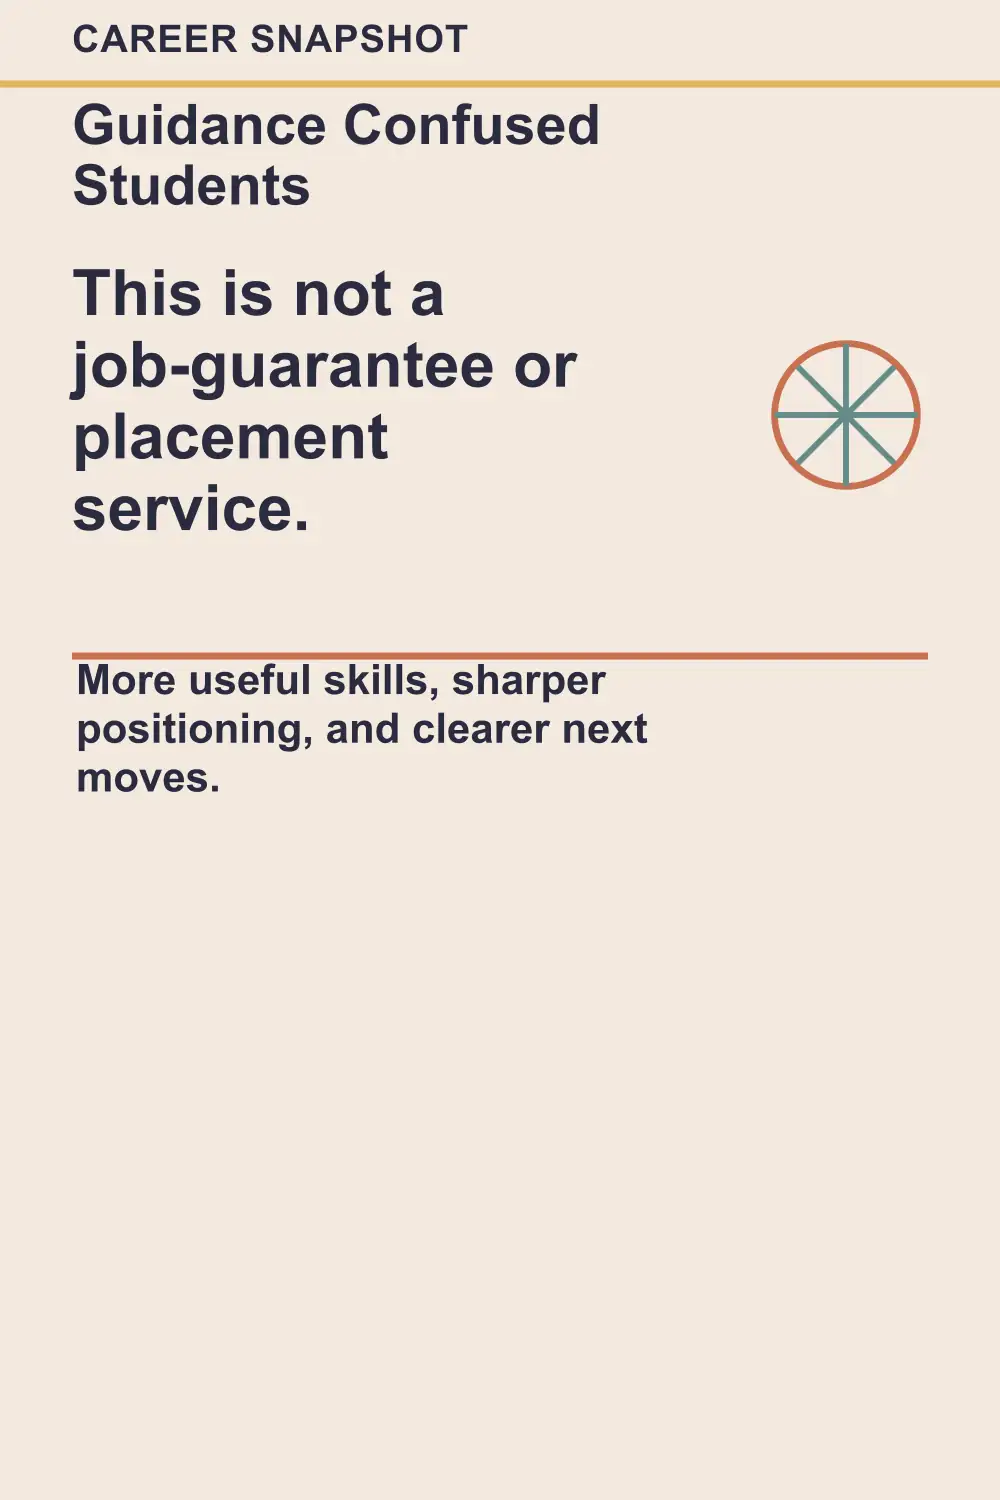 CAREER SNAPSHOT
Guidance Confused
Students
This is not a
job-guarantee or
placement
service.
More useful skills, sharper
positioning, and clearer next
moves.